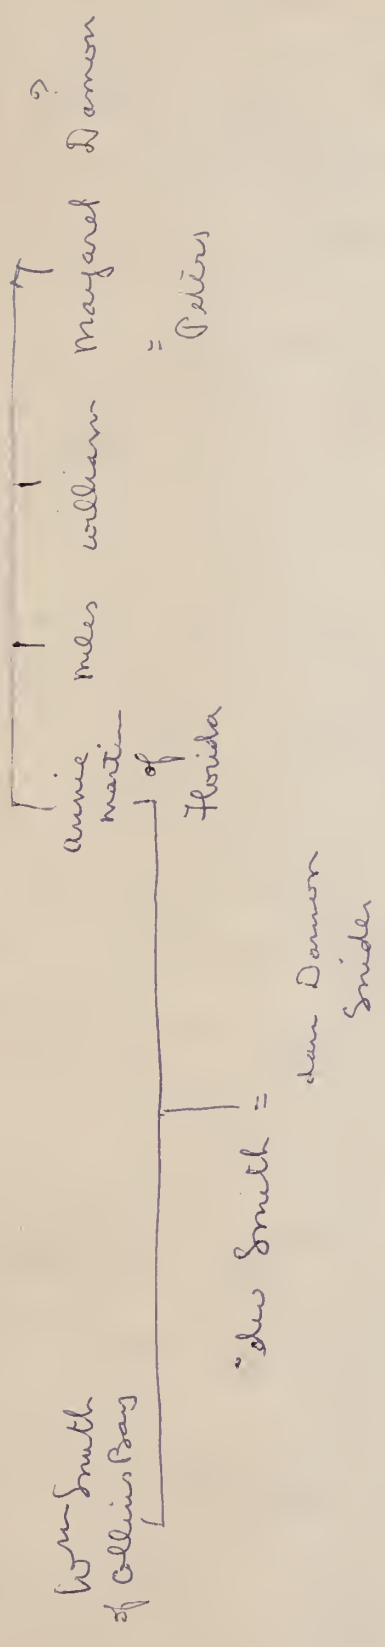 Wm Smith
of Collins Bay
annie
martin
of
Florida
miles
william
Margaret Damon ?
=
Peters
Smith =
Damon
Snider